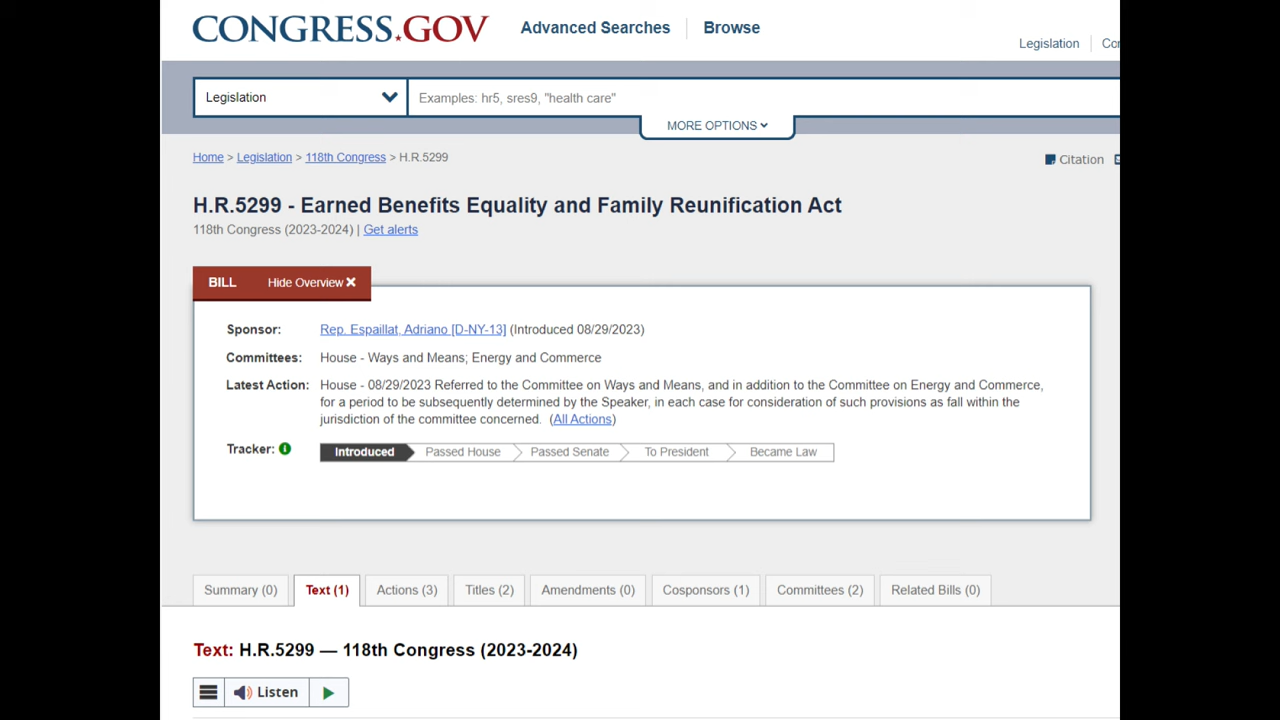 CONGRESS.GOV Advanced Searches Browse
Legislation
Legislation Examples: hr5, sres9, "health care"
MORE OPTIONS
Home > Legislation > 118th Congress > H.R.5299 Citation
H.R.5299 - Earned Benefits Equality and Family Reunification Act
118th Congress (2023-2024) | Get alerts
BILL Hide Overview
Sponsor: Rep. Espaillat, Adriano [D-NY-13] (Introduced 08/29/2023)
Committees: House - Ways and Means; Energy and Commerce
Latest Action: House - 08/29/2023 Referred to the Committee on Ways and Means, and in addition to the Committee on Energy and Commerce,
for a period to be subsequently determined by the Speaker, in each case for consideration of such provisions as fall within the
jurisdiction of the committee concerned. (All Actions)
Tracker: Introduced Passed House Passed Senate To President Became Law
Summary (0) Text (1) Actions (3) Titles (2) Amendments (0) Cosponsors (1) Committees (2) Related Bills (0)
Text: H.R.5299 — 118th Congress (2023-2024)
Listen